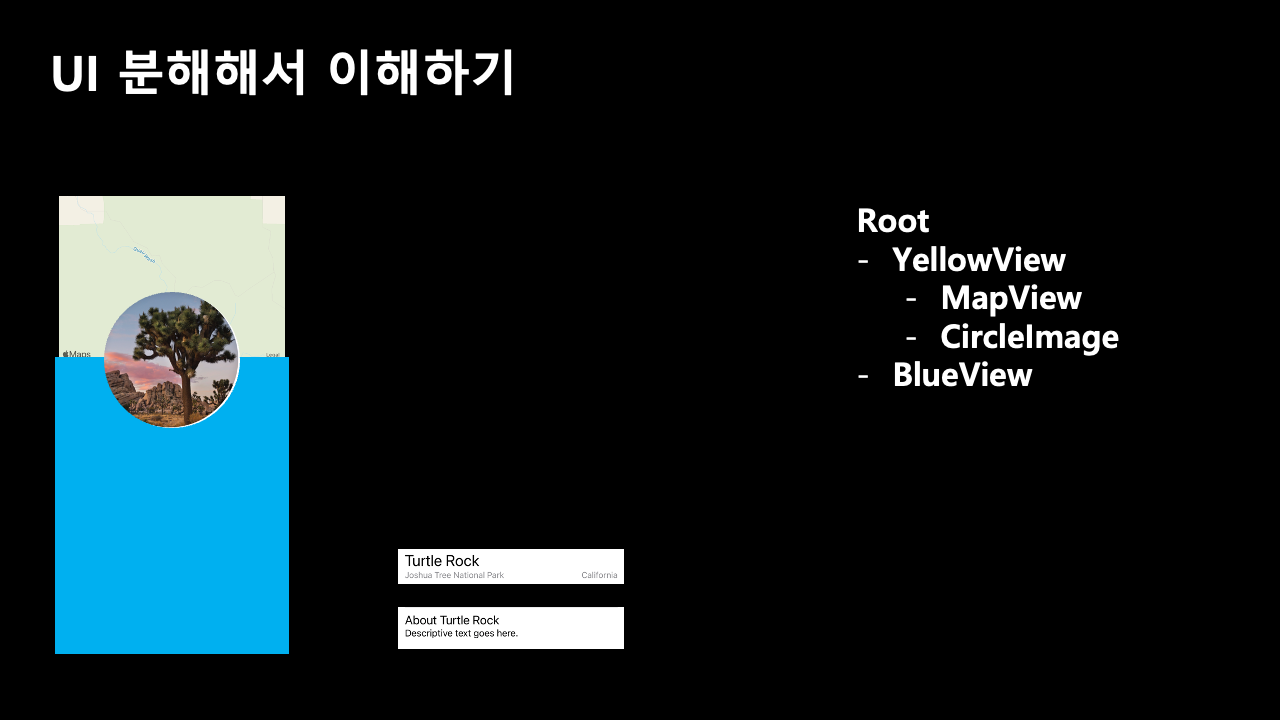 UI 분해해서 이해하기
Maps
Legal
Root
- YellowView
- MapView
- CircleImage
- BlueView
Turtle Rock
Joshua Tree National Park California
About Turtle Rock
Descriptive text goes here.